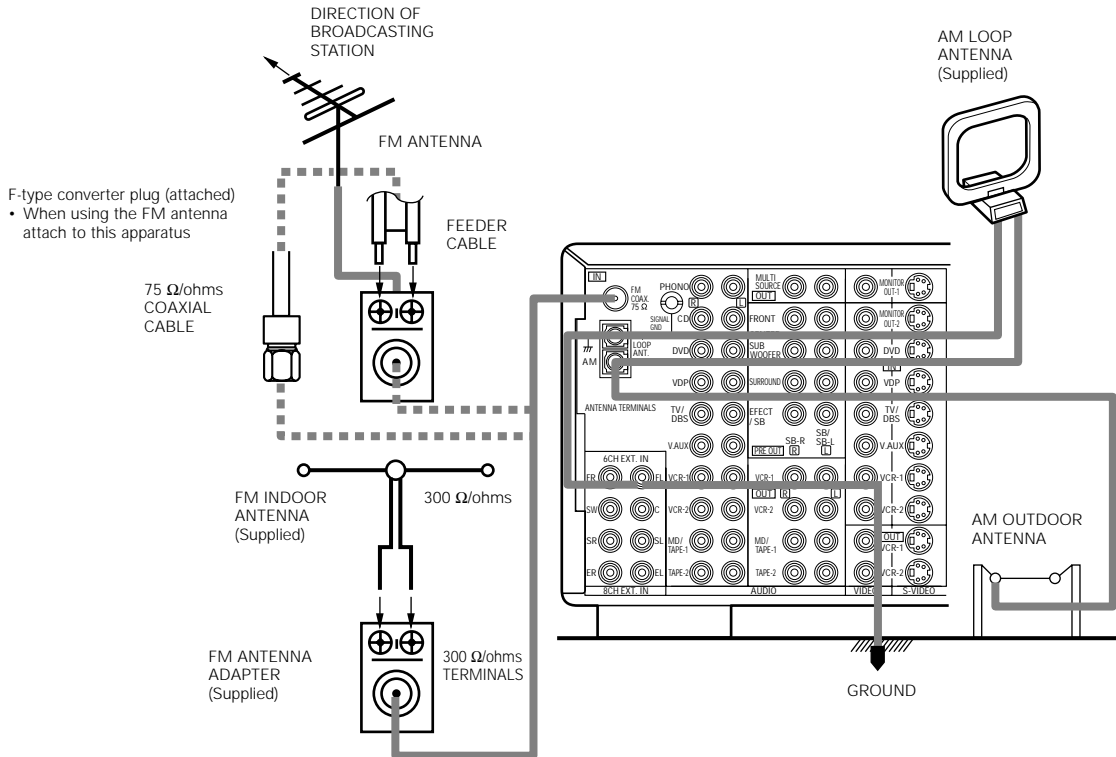 DIRECTION OF
BROADCASTING
STATION
FM ANTENNA
F-type converter plug (attached)
• When using the FM antenna
attach to this apparatus
75 Ω/ohms
COAXIAL
CABLE
FEEDER
CABLE
FM INDOOR
ANTENNA
(Supplied)
300 Ω/ohms
FM ANTENNA
ADAPTER
(Supplied)
300 Ω/ohms
TERMINALS
AM LOOP
ANTENNA
(Supplied)
IN
FM
COAX.
75 Ω
SIGNAL
GND
LOOP
ANT.
AM
ANTENNA TERMINALS
PHONO
R
L
CD
DVD
VDP
TV/
DBS
V.AUX
VCR-1
VCR-2
MD/
TAPE-1
TAPE-2
6CH EXT. IN
FR
FL
SW
C
SR
SL
ER
EL
8CH EXT. IN
MULTI
SOURCE
OUT
FRONT
SUB
WOOFER
SURROUND
EFFECT
/ SB
PRE OUT
SB-R
R
SB/
SB-L
L
VCR-1
OUT
R
L
VCR-2
MD/
TAPE-1
TAPE-2
AUDIO
MONITOR
OUT-1
MONITOR
OUT-2
DVD
IN
VDP
TV/
DBS
V.AUX
VCR-1
VCR-2
OUT
VCR-1
VCR-2
VIDEO
S-VIDEO
AM OUTDOOR
ANTENNA
GROUND